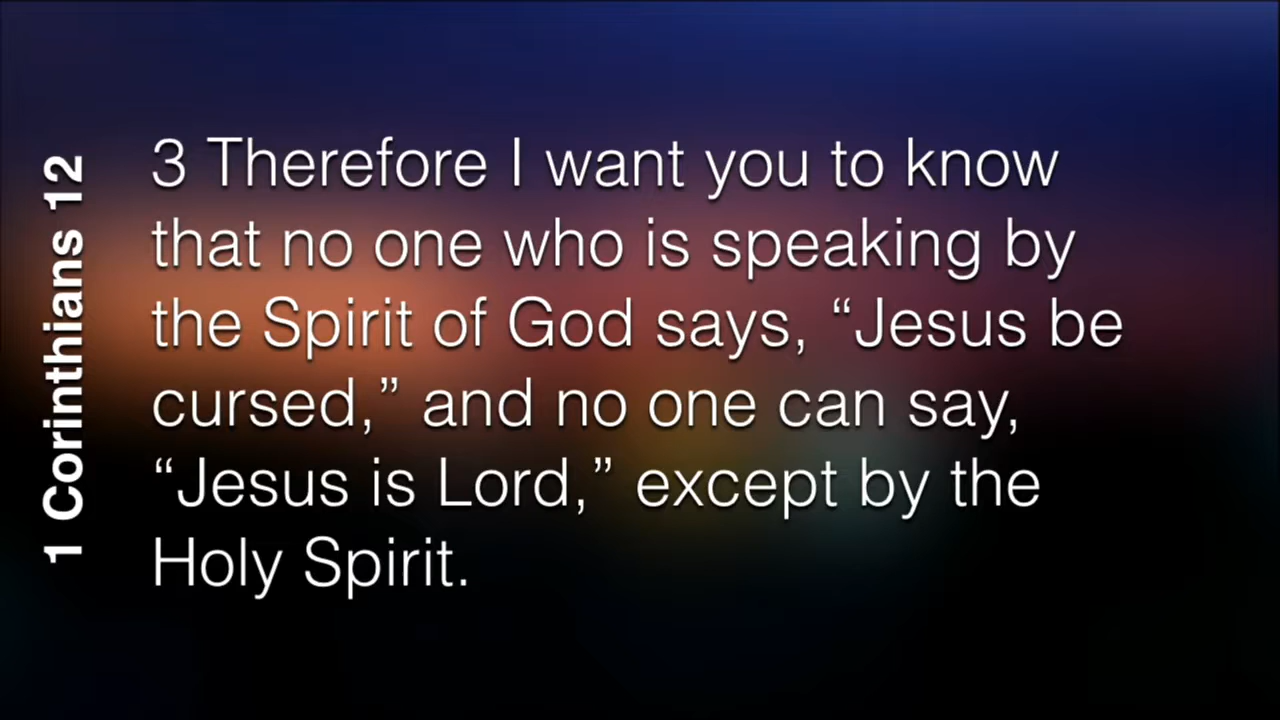 1 Corinthians 12
3 Therefore I want you to know
that no one who is speaking by
the Spirit of God says, “Jesus be
cursed,” and no one can say,
“Jesus is Lord,” except by the
Holy Spirit.